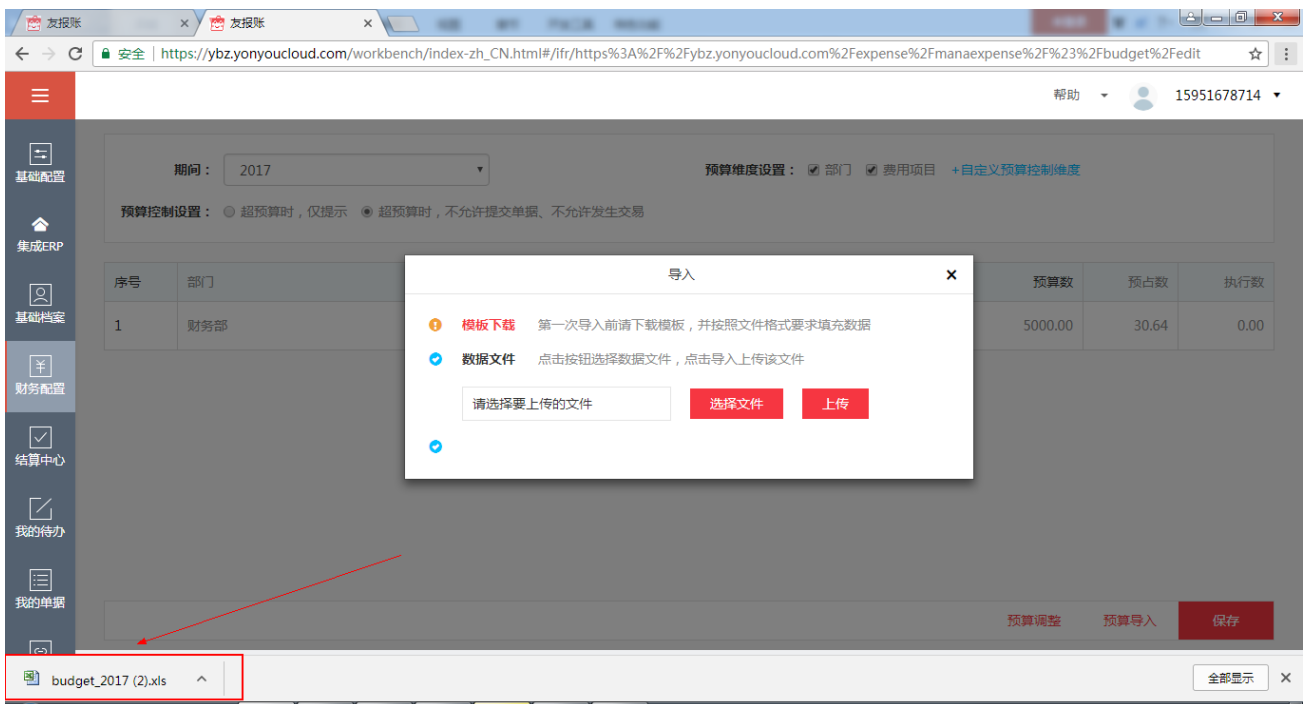 友报账
友报账
安全 https://ybz.yonyoucloud.com/workbench/index-zh_CN.html#/ifr/https%3A%2F%2Fybz.yonyoucloud.com%2Fexpense%2Fmanaexpense%2F%23%2Fbudget%2Fedit
帮助 15951678714
基础配置
集成ERP
基础档案
财务配置
结算中心
我的待办
我的单据
期间： 2017 预算维度设置： 部门 费用项目 +自定义预算控制维度
预算控制设置： 超预算时，仅提示 超预算时，不允许提交单据、不允许发生交易
序号 部门 预算数 预占数 执行数
1 财务部 5000.00 30.64 0.00
导入
模板下载 第一次导入前请下载模板，并按照文件格式要求填充数据
数据文件 点击按钮选择数据文件，点击导入上传该文件
请选择要上传的文件 选择文件 上传
预算调整 预算导入 保存
budget_2017 (2).xls 全部显示